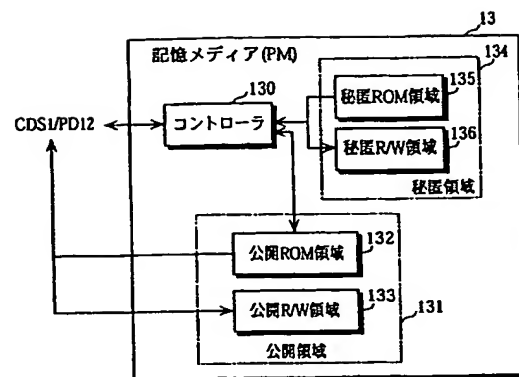 13
記憶メディア(PM)
134
130
135
コントローラ
秘匿ROM領域
CDS1/PD12
136
秘匿R/W領域
秘匿領域
132
公開ROM領域
133
公開R/W領域
131
公開領域